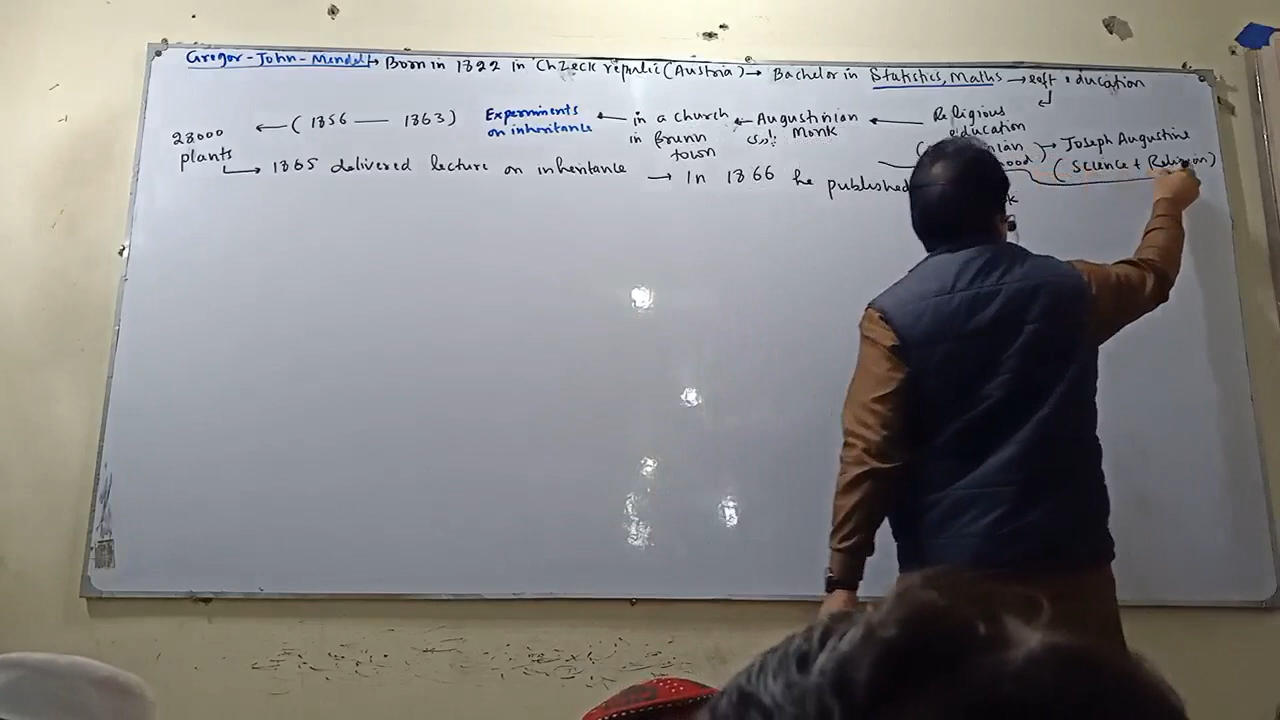 Gregor-John-Mendel → Born in 1822 in Chzeck republic (Austria) → Bachelor in Statistics, Maths → left education
28000 plants ← (1856 — 1863) Experiments on inheritance ← in a church in Brunn town ← Augustinian Monk ← Religious education
→ Joseph Augustine (Science + Religion)
→ 1865 delivered lecture on inheritance → In 1866 he published